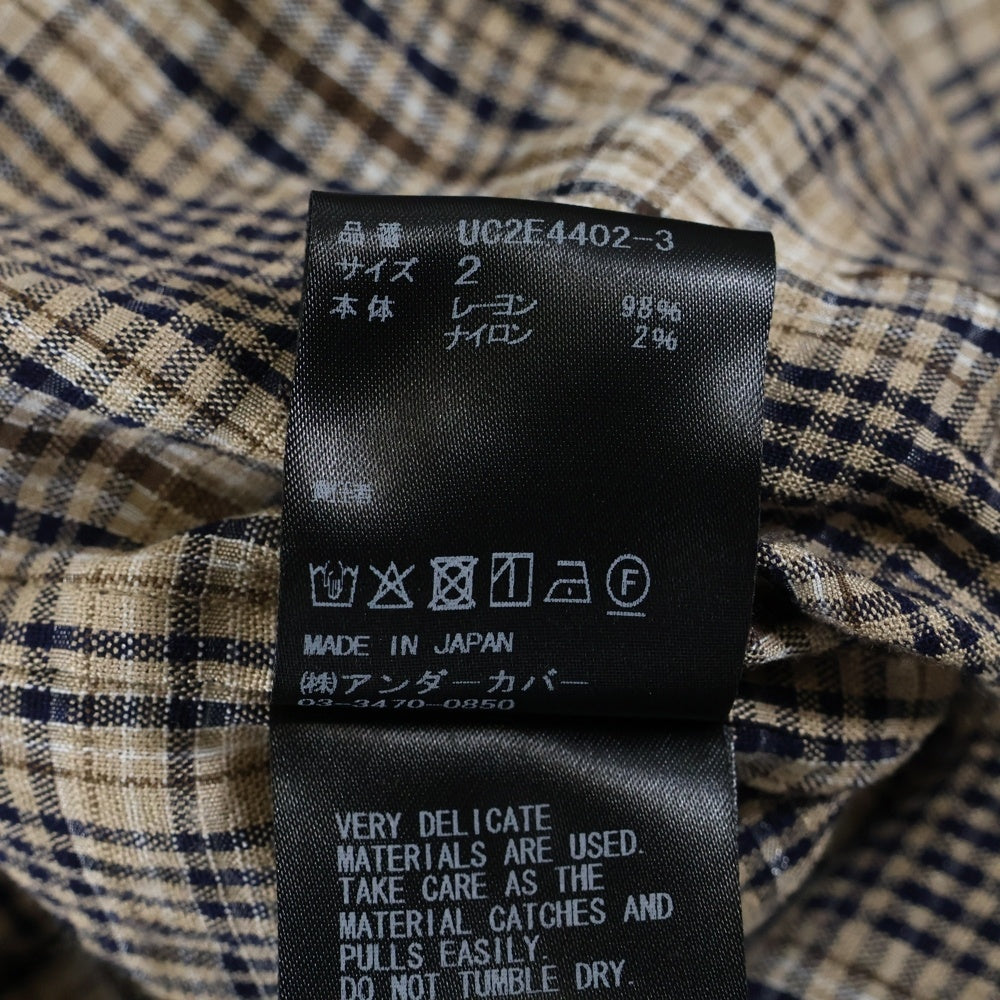 品番 UC2E4402-3
サイズ 2
本体 レーヨン 98%
ナイロン 2%
F
MADE IN JAPAN
(株)アンダーカバー
03-3470-0850
VERY DELICATE
MATERIALS ARE USED.
TAKE CARE AS THE
MATERIAL CATCHES AND
PULLS EASILY.
DO NOT TUMBLE DRY.